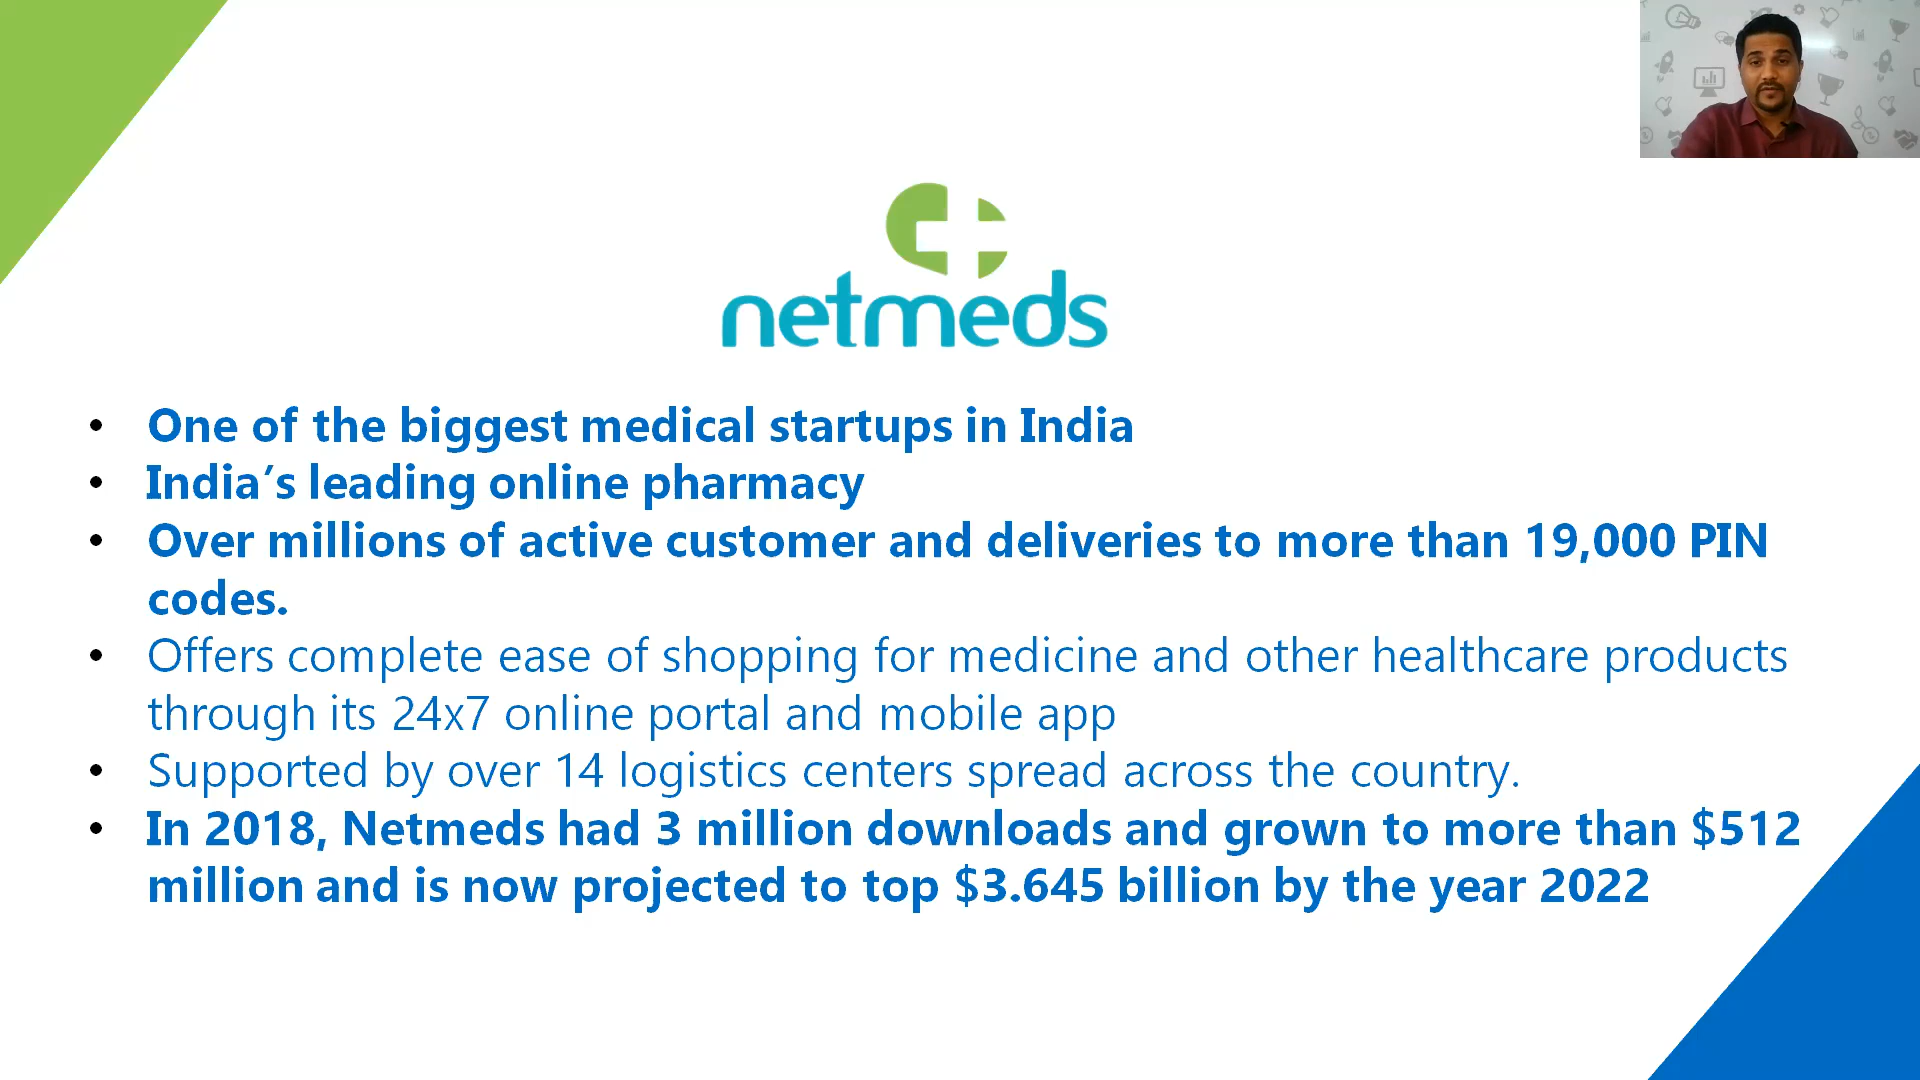 netmeds
• One of the biggest medical startups in India
• India’s leading online pharmacy
• Over millions of active customer and deliveries to more than 19,000 PIN
codes.
• Offers complete ease of shopping for medicine and other healthcare products
through its 24x7 online portal and mobile app
• Supported by over 14 logistics centers spread across the country.
• In 2018, Netmeds had 3 million downloads and grown to more than $512
million and is now projected to top $3.645 billion by the year 2022